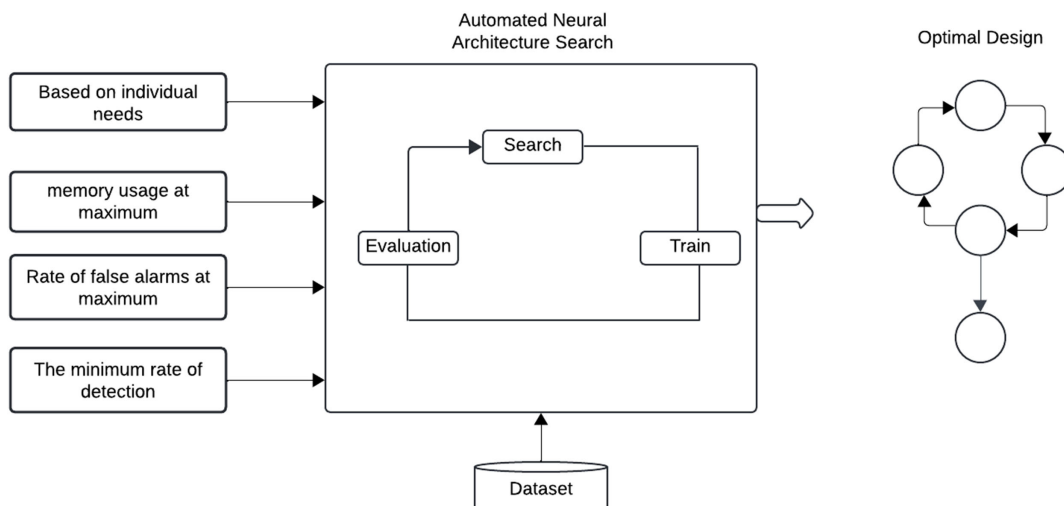 Automated Neural
Architecture Search
Optimal Design
Based on individual
needs
memory usage at
maximum
Rate of false alarms at
maximum
The minimum rate of
detection
Search
Evaluation
Train
Dataset